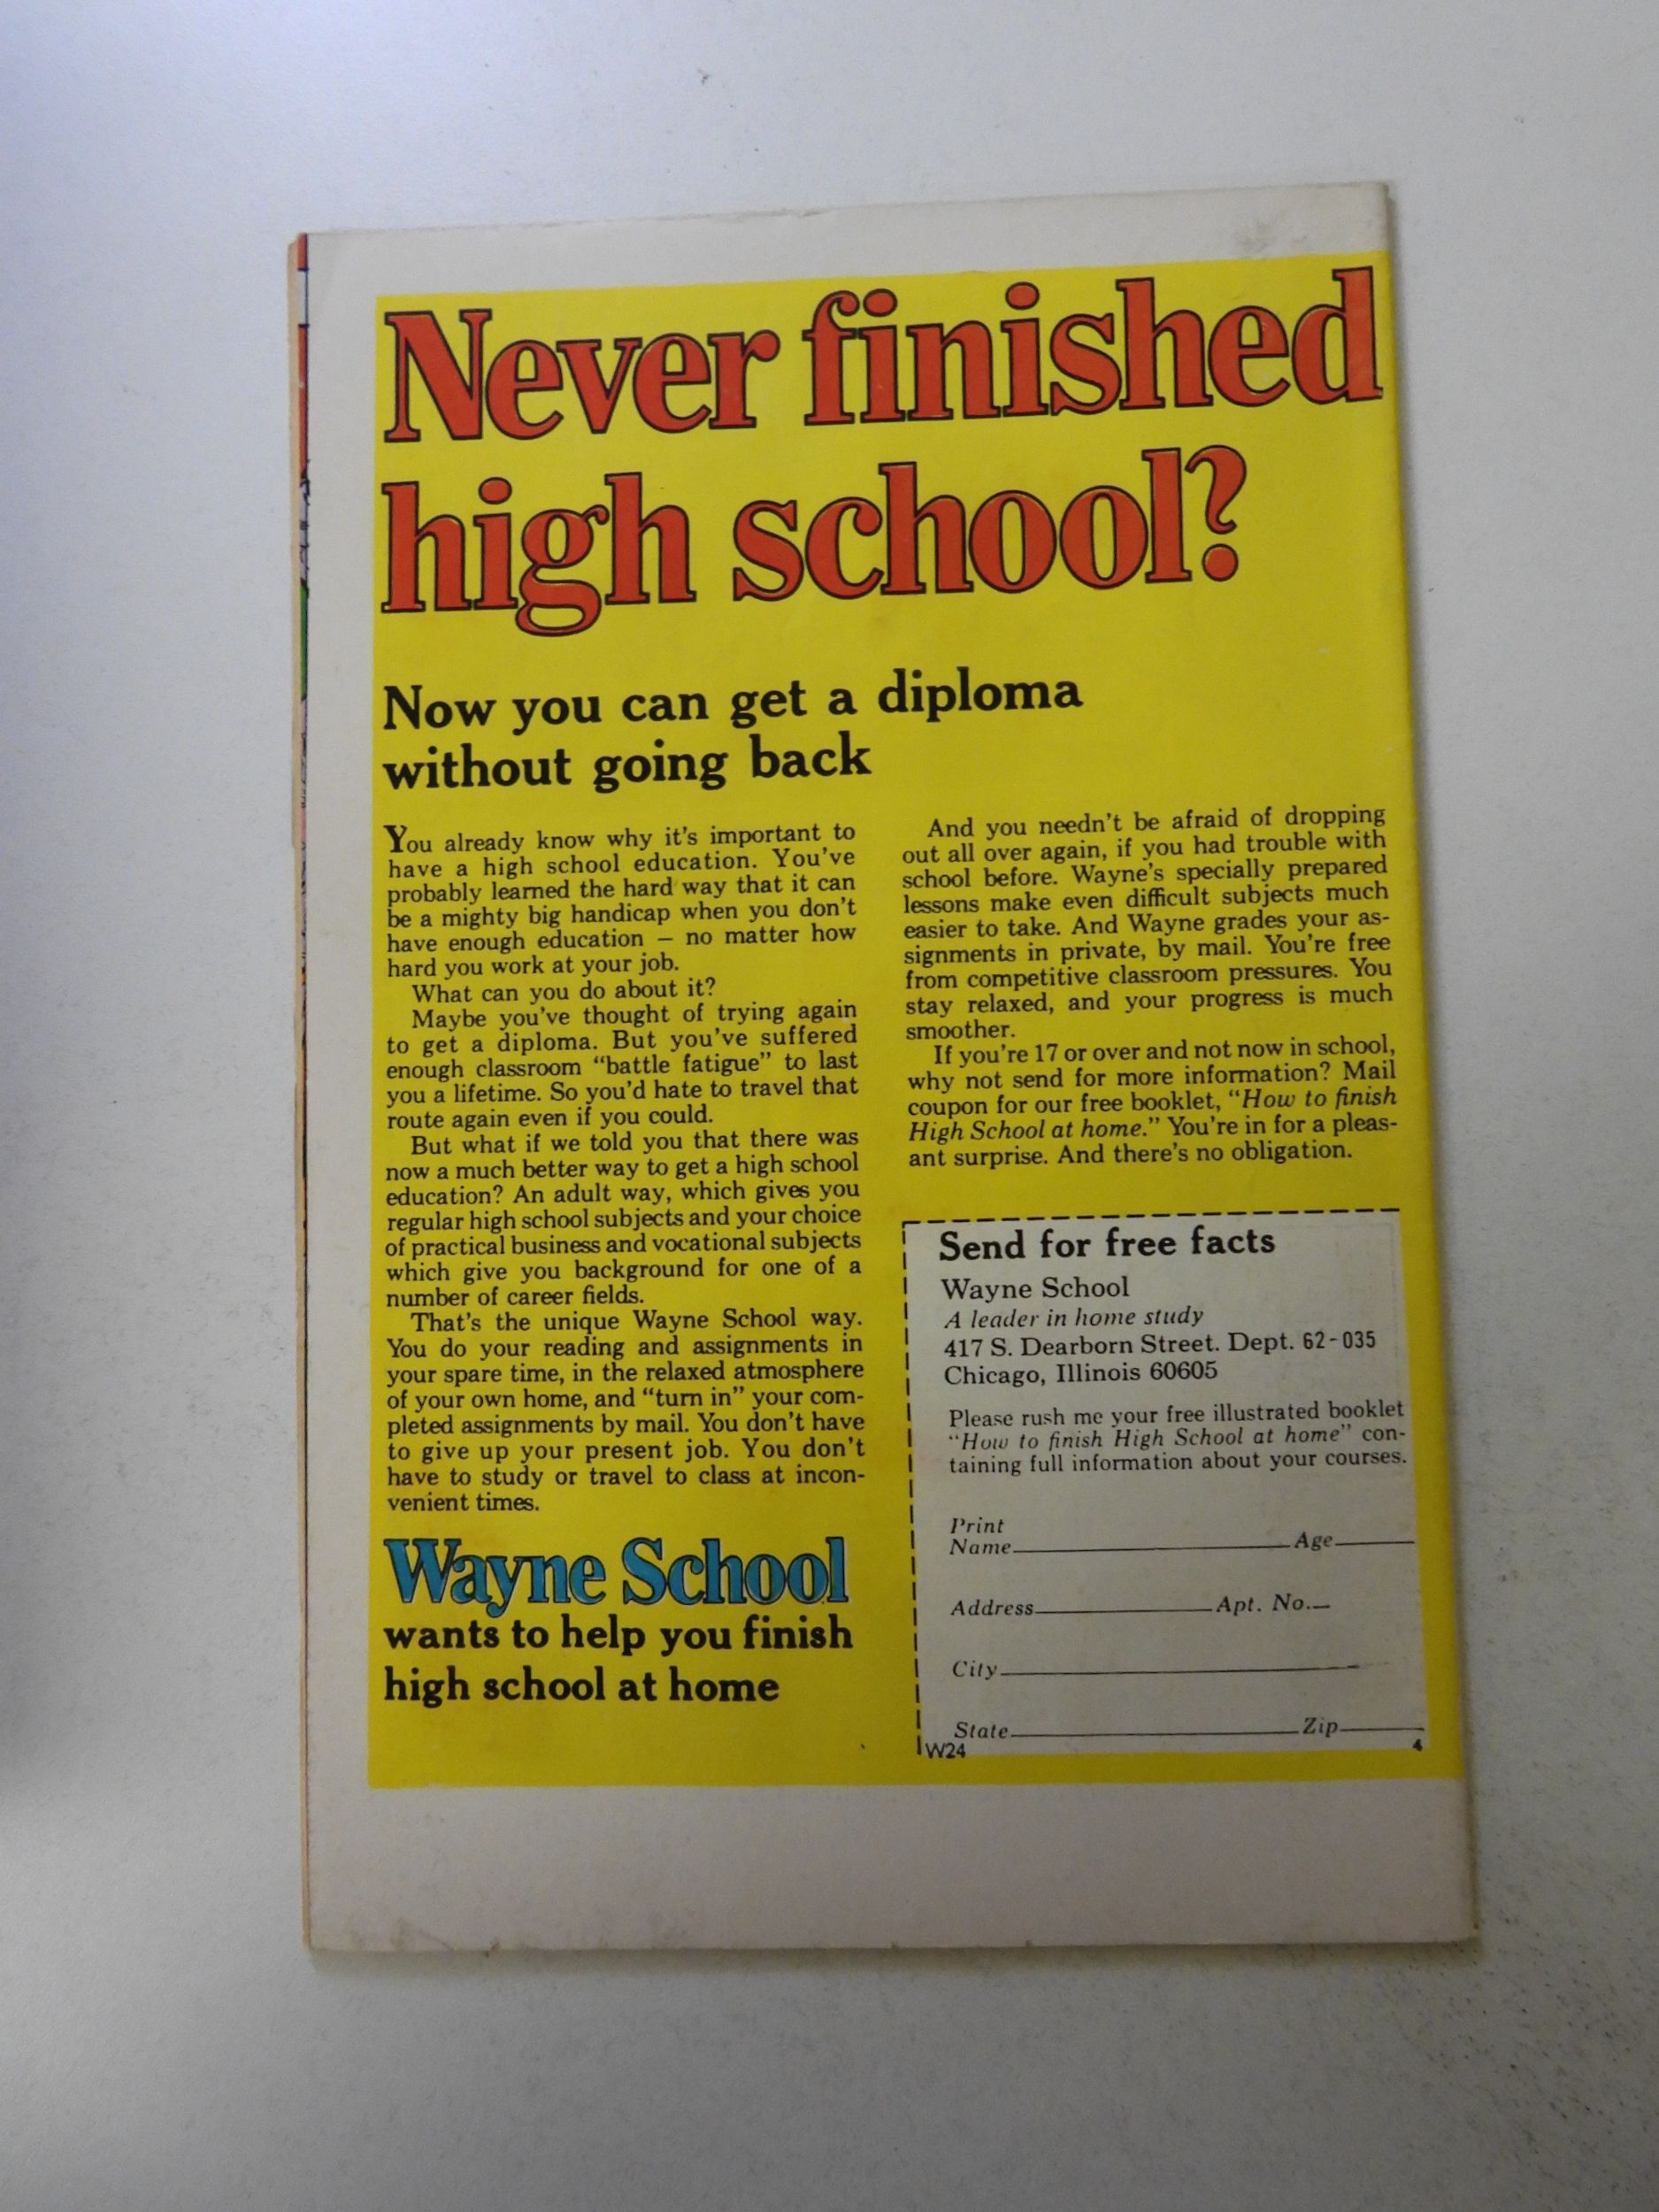 Never finished
high school?
Now you can get a diploma
without going back
You already know why it's important to
have a high school education. You've
probably learned the hard way that it can
be a mighty big handicap when you don't
have enough education – no matter how
hard you work at your job.
What can you do about it?
Maybe you've thought of trying again
to get a diploma. But you've suffered
enough classroom “battle fatigue” to last
you a lifetime. So you'd hate to travel that
route again even if you could.
But what if we told you that there was
now a much better way to get a high school
education? An adult way, which gives you
regular high school subjects and your choice
of practical business and vocational subjects
which give you background for one of a
number of career fields.
That's the unique Wayne School way.
You do your reading and assignments in
your spare time, in the relaxed atmosphere
of your own home, and “turn in” your com-
pleted assignments by mail. You don't have
to give up your present job. You don't
have to study or travel to class at incon-
venient times.
Wayne School
wants to help you finish
high school at home
And you needn't be afraid of dropping
out all over again, if you had trouble with
school before. Wayne's specially prepared
lessons make even difficult subjects much
easier to take. And Wayne grades your as-
signments in private, by mail. You're free
from competitive classroom pressures. You
stay relaxed, and your progress is much
smoother.
If you're 17 or over and not now in school,
why not send for more information? Mail
coupon for our free booklet, “How to finish
High School at home.” You're in for a pleas-
ant surprise. And there's no obligation.
Send for free facts
Wayne School
A leader in home study
417 S. Dearborn Street. Dept. 62-035
Chicago, Illinois 60605
Please rush me your free illustrated booklet
“How to finish High School at home” con-
taining full information about your courses.
Print
Name Age
Address Apt. No.
City
State Zip
W24 4